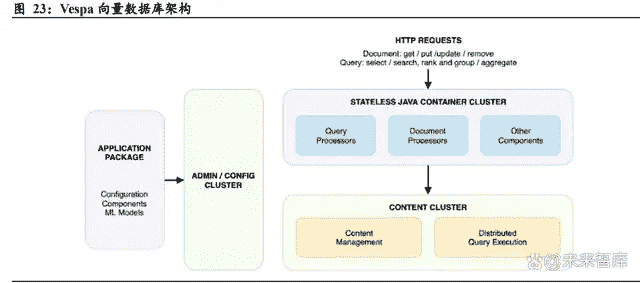 图 23：Vespa 向量数据库架构
HTTP REQUESTS
Document: get / put /update / remove
Query: select / search, rank and group / aggregate
STATELESS JAVA CONTAINER CLUSTER
Query
Processors
Document
Processors
Other
Components
APPLICATION
PACKAGE
Configuration
Components
ML Models
ADMIN / CONFIG
CLUSTER
CONTENT CLUSTER
Content
Management
Distributed
Query Execution
未来智库